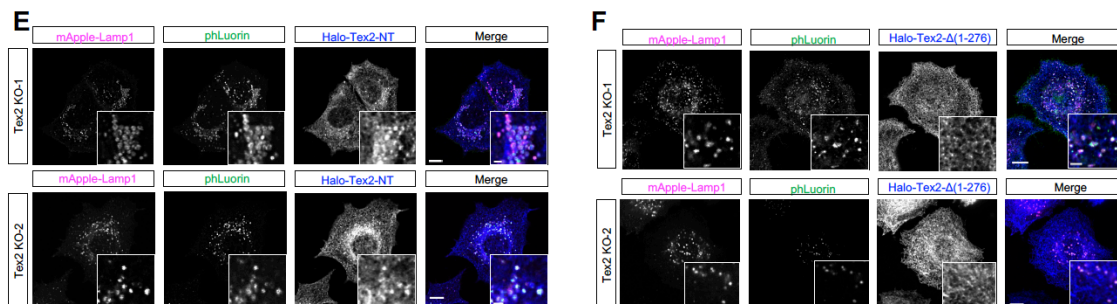 E
mApple-Lamp1 phLuorin Halo-Tex2-NT Merge
Tex2 KO-1
mApple-Lamp1 phLuorin Halo-Tex2-NT Merge
Tex2 KO-2
F
mApple-Lamp1 phLuorin Halo-Tex2-Δ(1-276) Merge
Tex2 KO-1
mApple-Lamp1 phLuorin Halo-Tex2-Δ(1-276) Merge
Tex2 KO-2